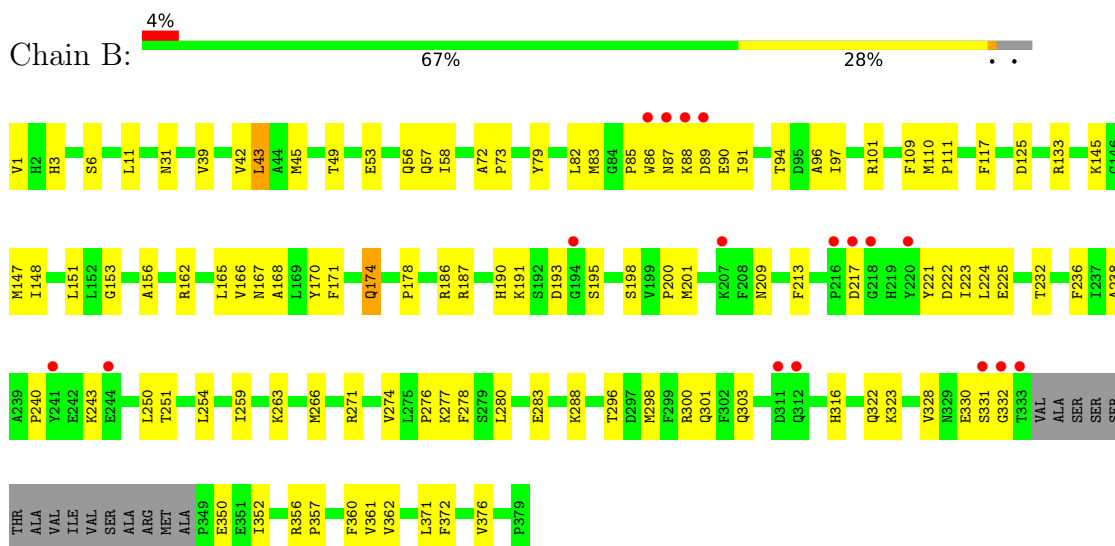 4%
Chain B:
67% 28% • •
V1 H2 H3 S6 L11 N31 V39 V42 L43 A44 M45 T49 E53 Q56 Q57 I58 A72 P73 Y79 L82 M83 G84 P85 W86 N87 K88 D89 E90 I91 T94 D95 A96 I97 R101 F109 M110 P111 F117 D125 R133 K145 G146
M147 I148 L151 L152 G153 A156 R162 L165 V166 N167 A168 L169 Y170 F171 Q174 P178 R186 R187 H190 K191 S192 D193 G194 S195 S198 V199 P200 M201 K207 F208 N209 F213 P216 D217 G218 H219 Y220 Y221 D222 I223 L224 E225 T232 F236 I237 A238
A239 P240 Y241 E242 K243 E244 L250 T251 L254 I259 K263 M266 R271 V274 L275 P276 K277 F278 S279 L280 E283 K288 T296 D297 M298 F299 R300 Q301 F302 Q303 D311 Q312 H316 Q322 K323 V328 N329 E330 S331 G332 T333 VAL ALA SER SER SER
THR ALA VAL ILE VAL SER ALA ARG MET ALA P349 E350 E351 I352 R356 P357 F360 V361 V362 L371 F372 V376 P379